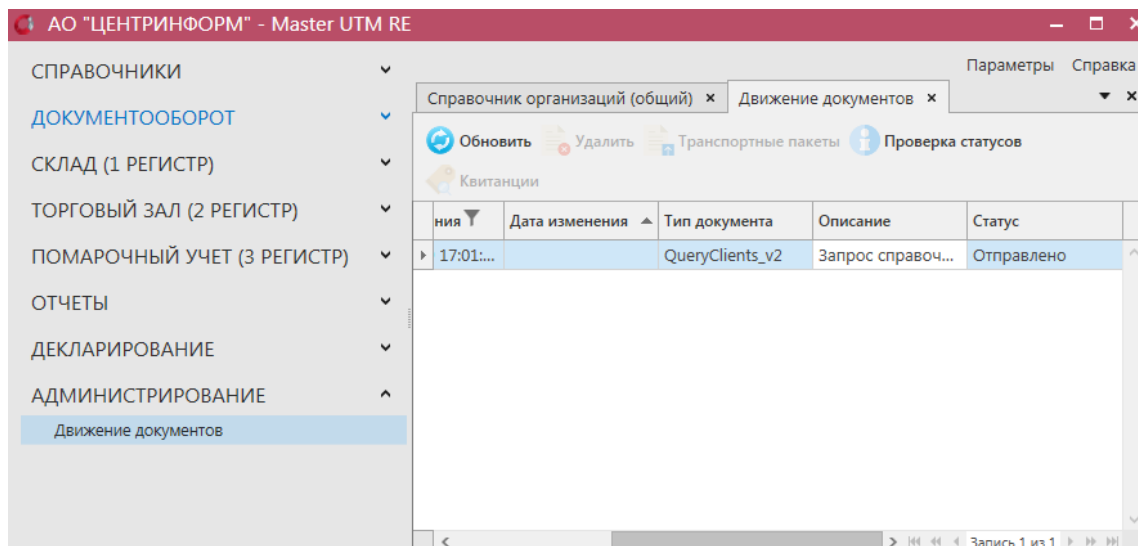 АО "ЦЕНТРИНФОРМ" - Master UTM RE
Параметры Справка
СПРАВОЧНИКИ
ДОКУМЕНТООБОРОТ
СКЛАД (1 РЕГИСТР)
ТОРГОВЫЙ ЗАЛ (2 РЕГИСТР)
ПОМАРОЧНЫЙ УЧЕТ (3 РЕГИСТР)
ОТЧЕТЫ
ДЕКЛАРИРОВАНИЕ
АДМИНИСТРИРОВАНИЕ
Движение документов
Справочник организаций (общий) Движение документов
Обновить Удалить Транспортные пакеты Проверка статусов
Квитанции
ния Дата изменения Тип документа Описание Статус
17:01:... QueryClients_v2 Запрос справоч... Отправлено
Запись 1 из 1